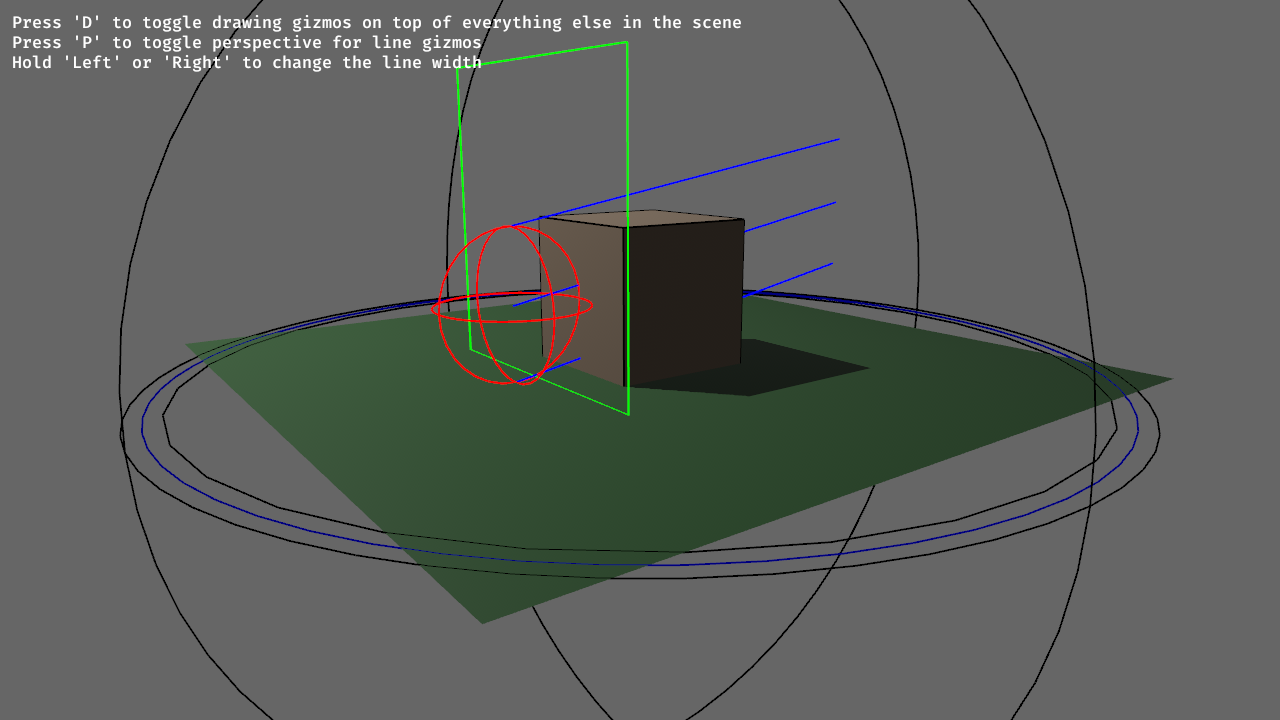 Press 'D' to toggle drawing gizmos on top of everything else in the scene
Press 'P' to toggle perspective for line gizmos
Hold 'Left' or 'Right' to change the line width